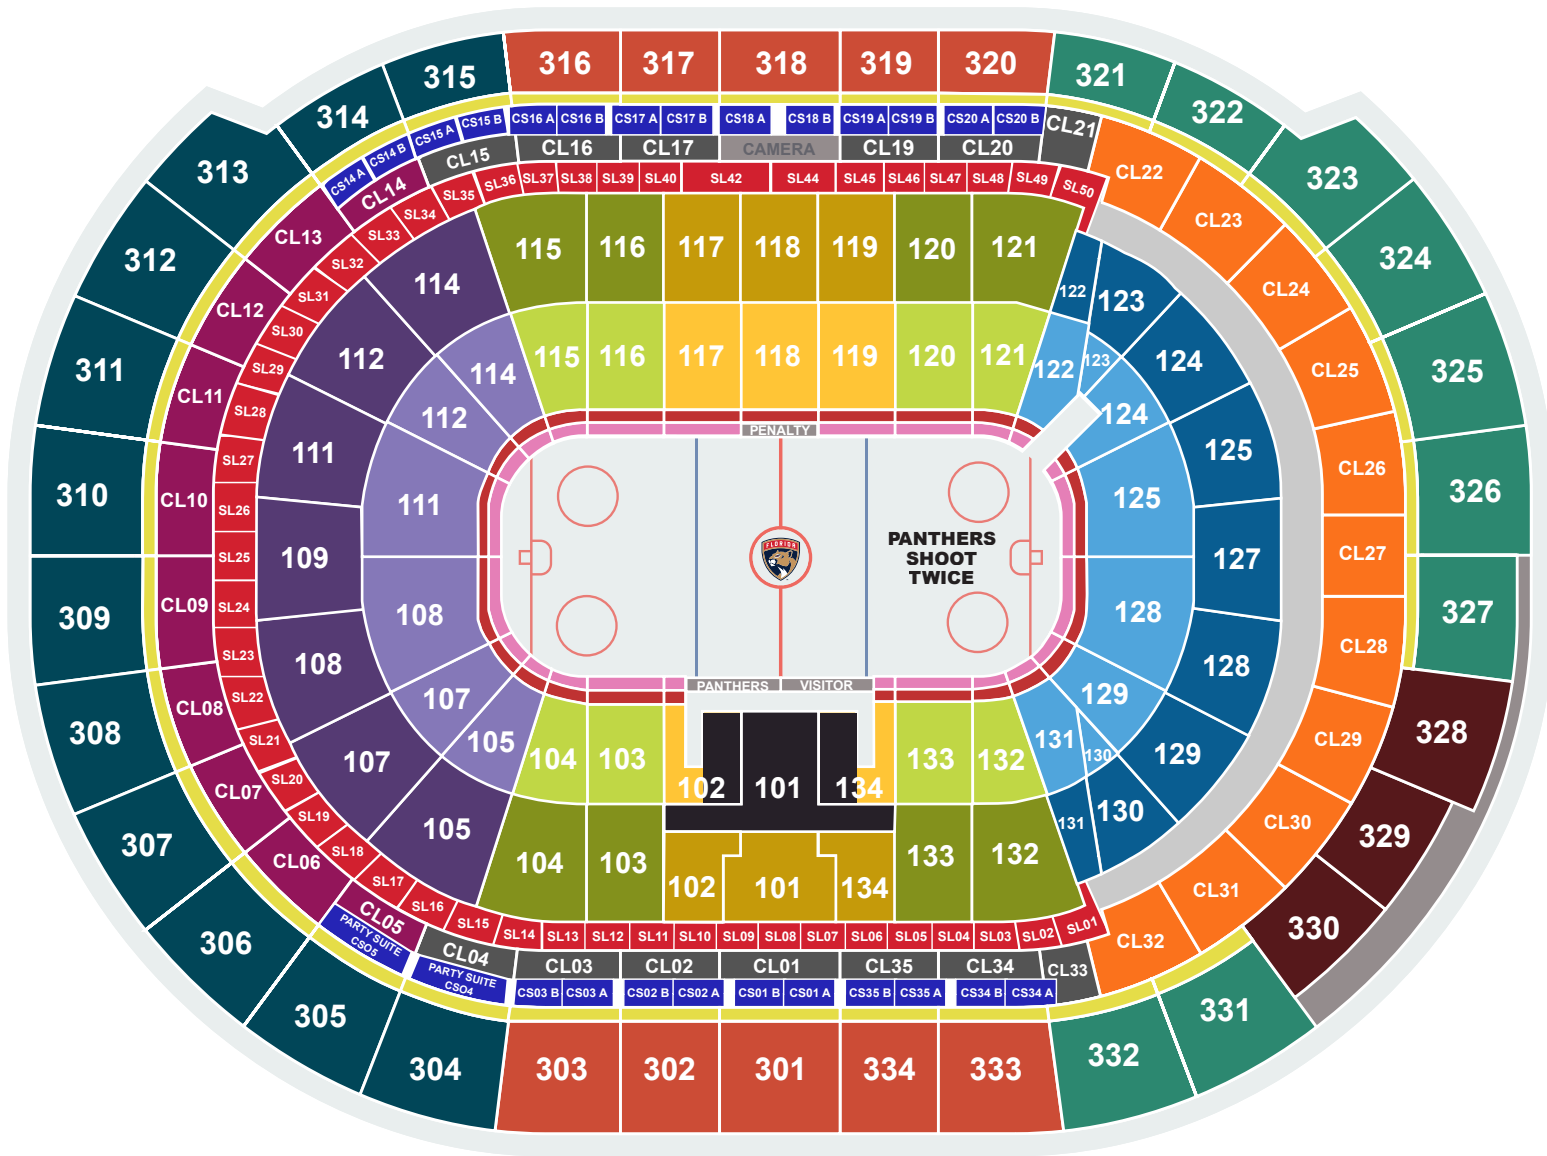 316 317 318 319 320
315 321
314 322
313 323
312 324
311 325
310 326
309 327
308 328
307 329
306 330
305 331
304 332
303 302 301 334 333
CS14 A CS14 B CS15 A CS15 B CS16 A CS16 B CS17 A CS17 B CS18 A CS18 B CS19 A CS19 B CS20 A CS20 B
CL14 CL15 CL16 CL17 CAMERA CL19 CL20 CL21
CL13 CL22
CL12 CL23
CL11 CL24
CL10 CL25
CL09 CL26
CL08 CL27
CL07 CL28
CL06 CL29
CL05 CL30
CL31
CL32
SL36 SL37 SL38 SL39 SL40 SL42 SL44 SL45 SL46 SL47 SL48 SL49 SL50
SL35
SL34
SL33
SL32
SL31
SL30
SL29
SL28
SL27
SL26
SL25
SL24
SL23
SL22
SL21
SL20
SL19
SL18
SL17
SL16
SL15
114 115 116 117 118 119 120 121 122 123
112 124
111 125
109 127
108 128
107 129
105 130
114 115 116 117 118 119 120 121 122 123
112 124
111 125
108 128
107 129
105 130
131
PENALTY
FLORIDA
PANTHERS
SHOOT
TWICE
PANTHERS VISITOR
104 103 102 101 134 133 132
104 103 102 101 134 133 132 131
SL14 SL13 SL12 SL11 SL10 SL09 SL08 SL07 SL06 SL05 SL04 SL03 SL02 SL01
CL04 CL03 CL02 CL01 CL35 CL34 CL33
PARTY SUITE
CSO5
PARTY SUITE
CSO4
CS03 B CS03 A CS02 B CS02 A CS01 B CS01 A CS35 B CS35 A CS34 B CS34 A